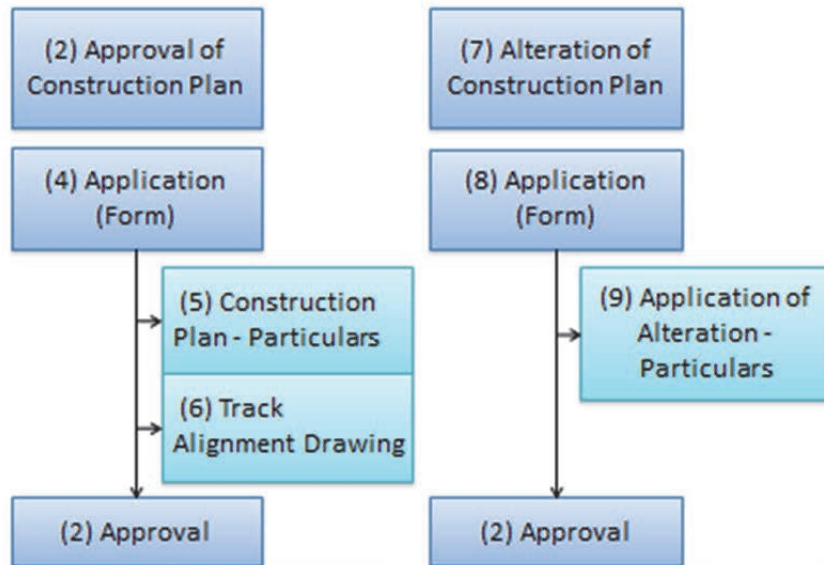 (2) Approval of
Construction Plan
(4) Application
(Form)
(5) Construction
Plan - Particulars
(6) Track
Alignment Drawing
(2) Approval
(7) Alteration of
Construction Plan
(8) Application
(Form)
(9) Application of
Alteration -
Particulars
(2) Approval